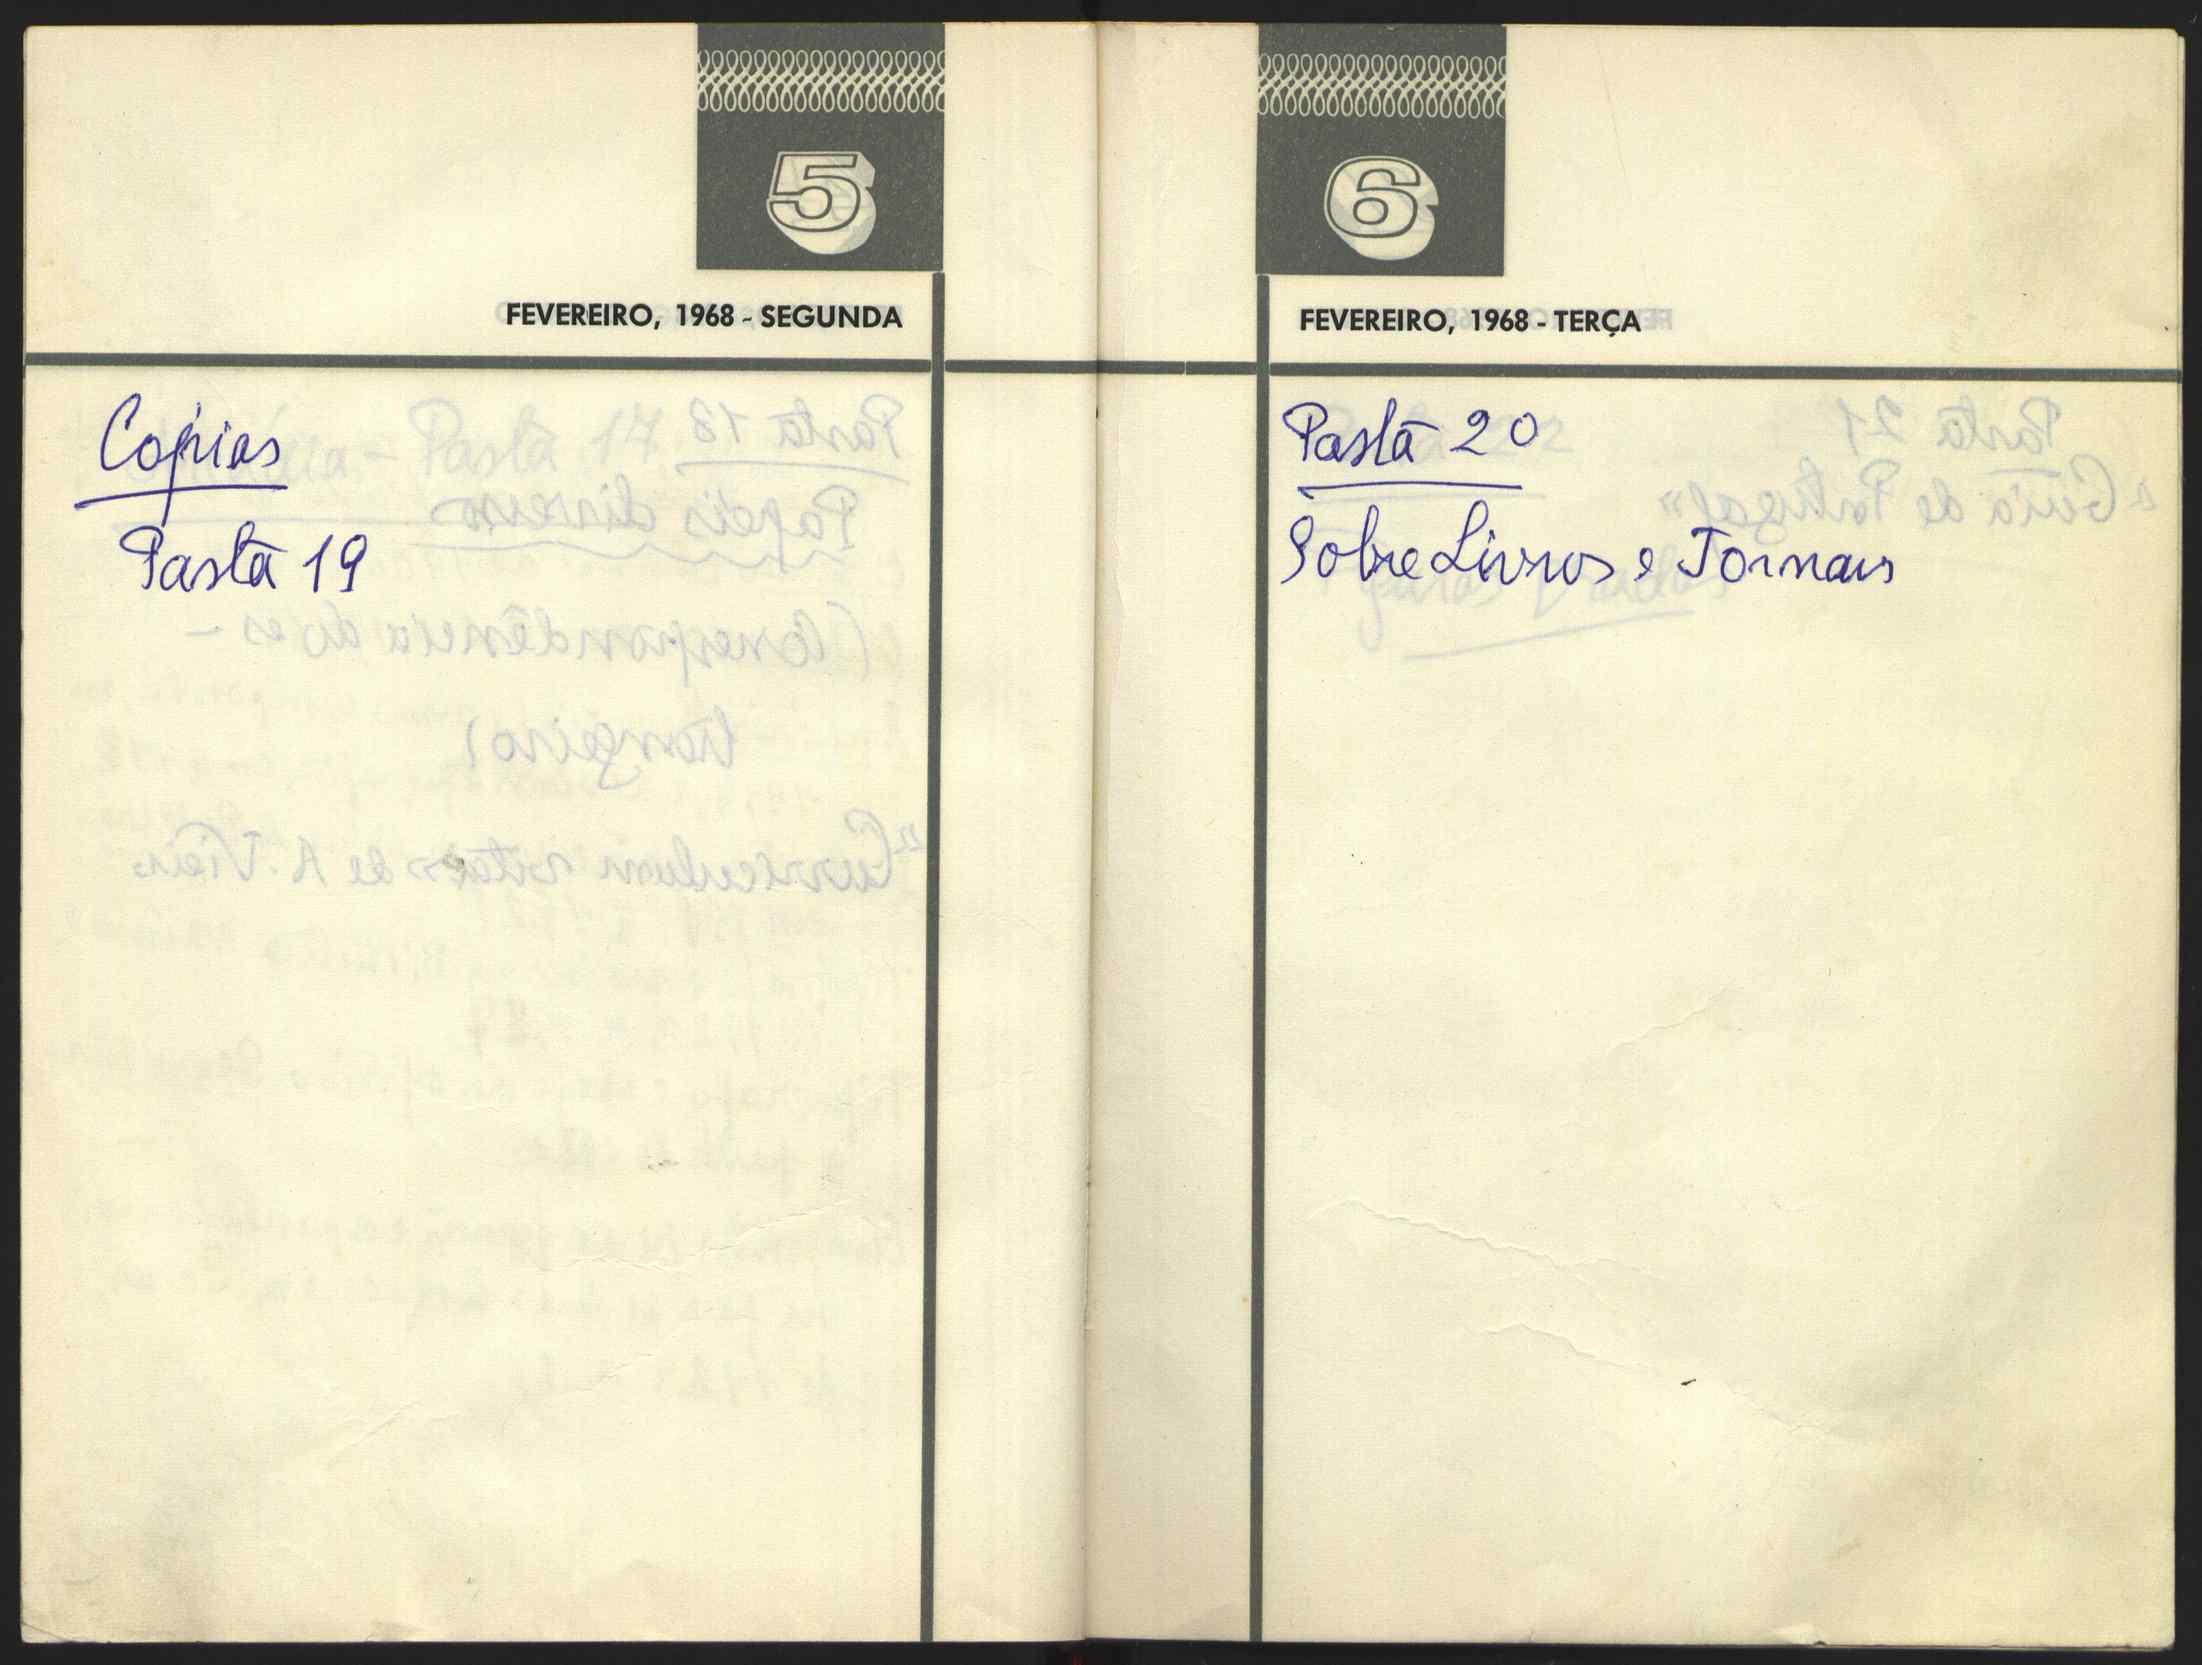 5
FEVEREIRO, 1968 - SEGUNDA
Copias
Pasta 19
6
FEVEREIRO, 1968 - TERÇA
Pasta 20
Sobre Livros e Jornais